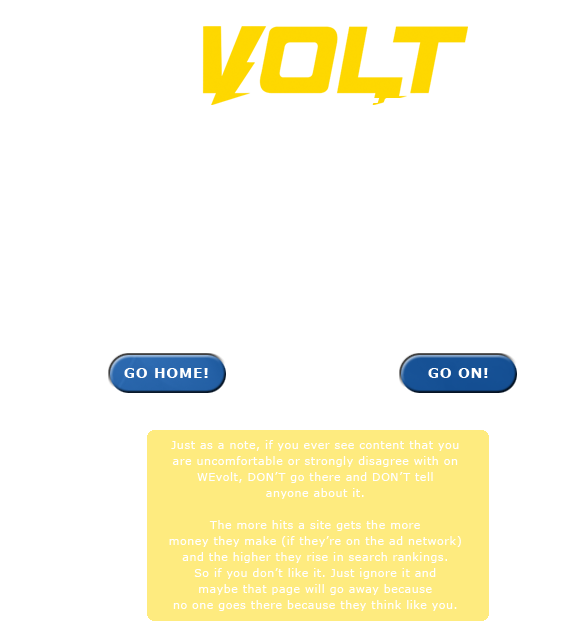 VOLT
GO HOME!
GO ON!
Just as a note, if you ever see content that you
are uncomfortable or strongly disagree with on
WEvolt, DON'T go there and DON'T tell
anyone about it.
The more hits a site gets the more
money they make (if they're on the ad network)
and the higher they rise in search rankings.
So if you don't like it. Just ignore it and
maybe that page will go away because
no one goes there because they think like you.